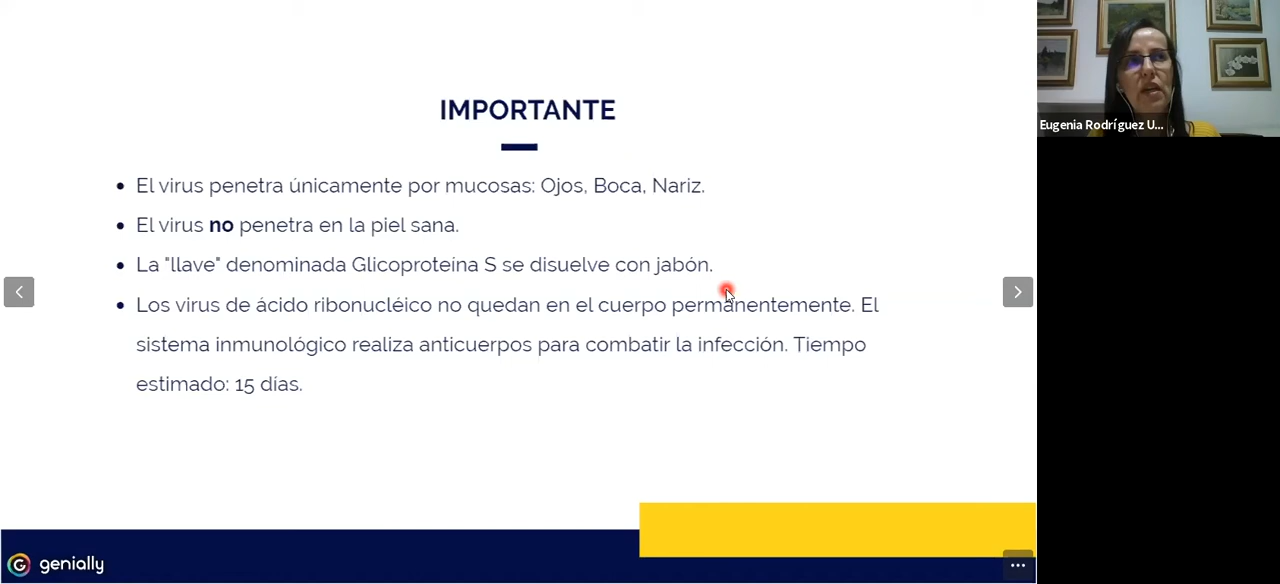 IMPORTANTE
El virus penetra únicamente por mucosas: Ojos, Boca, Nariz.
El virus no penetra en la piel sana.
La "llave" denominada Glicoproteína S se disuelve con jabón.
Los virus de ácido ribonucléico no quedan en el cuerpo permanentemente. El
sistema inmunológico realiza anticuerpos para combatir la infección. Tiempo
estimado: 15 días.
Eugenia Rodríguez U...
genially